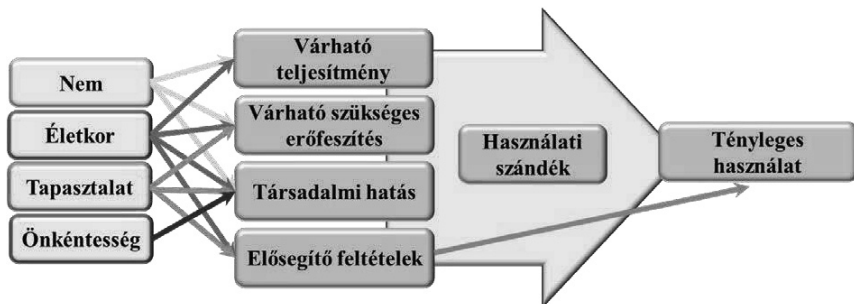 Nem
Életkor
Tapasztalat
Önkéntesség
Várható
teljesítmény
Várható szükséges
erőfeszítés
Társadalmi hatás
Elősegítő feltételek
Használati
szándék
Tényleges
használat